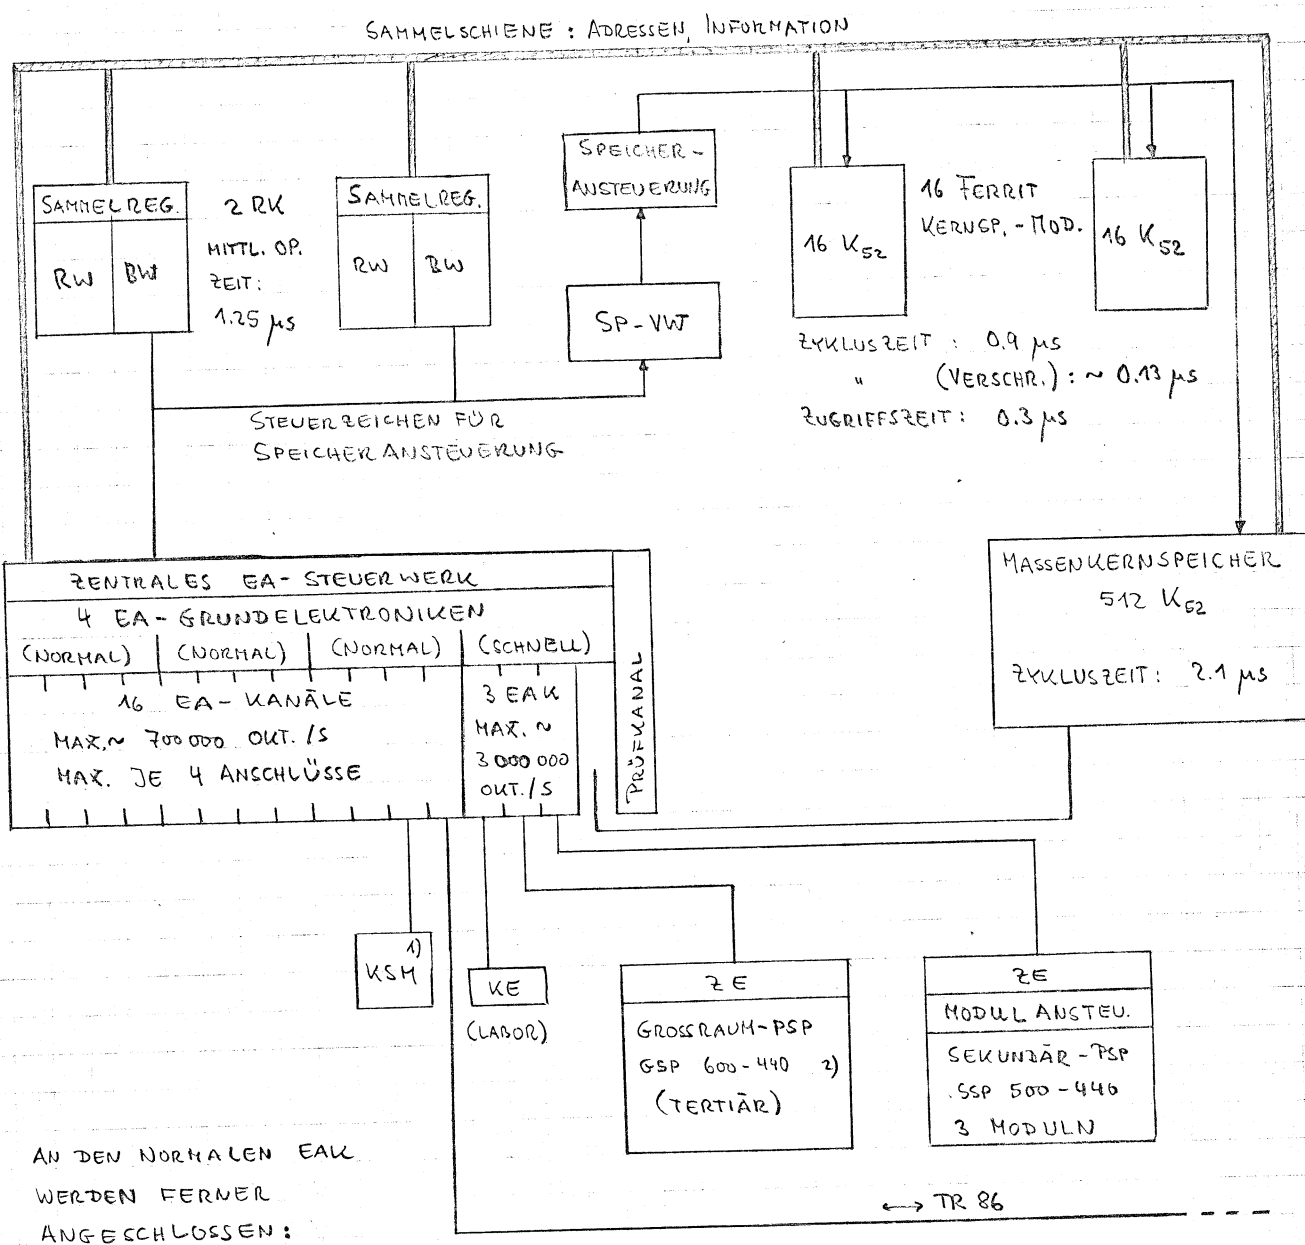 SAMMELSCHIENE : ADRESSEN, INFORMATION
SAMMELREG.
RW BW
2 RK
MITTL. OP.
ZEIT :
1.25 µs
SAMMELREG.
RW BW
SPEICHER-
ANSTEUERUNG
SP-VW
16 K52
16 FERRIT
KERNSP.-MOD.
16 K52
ZYKLUSZEIT : 0.9 µs
" (VERSCHR.) : ~ 0.13 µs
ZUGRIFFSZEIT : 0.3 µs
STEUERZEICHEN FÜR
SPEICHERANSTEUERUNG
ZENTRALES EA-STEUERWERK
4 EA-GRUNDELEKTRONIKEN
(NORMAL) (NORMAL) (NORMAL) (SCHNELL)
16 EA-KANÄLE
MAX. ~ 700 000 OKT. /S
MAX. JE 4 ANSCHLÜSSE
3 EAK
MAX. ~
3 000 000
OKT. /S
PRÜFKANAL
MASSENKERNSPEICHER
512 K52
ZYKLUSZEIT : 2.1 µs
KSM 1)
KE
(LABOR)
ZE
GROSSRAUM-PSP
GSP 600-440 2)
(TERTIÄR)
ZE
MODULANSTEU.
SEKUNDÄR-PSP
SSP 500-440
3 MODULN
AN DEN NORMALEN EAK
WERDEN FERNER
ANGESCHLOSSEN :
↔ TR 86